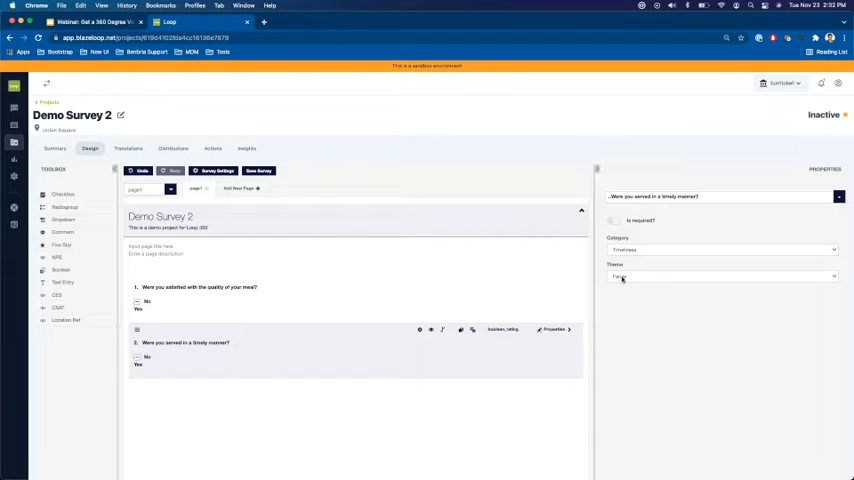 Chrome File Edit View History Bookmarks Profiles Tab Window Help
Tue Nov 23 2:32 PM
Webinar: Get a 360 Degree Vi
Loop
app.blazeloop.net/projects/619d4102fda4cc16136e7879
Apps Bootstrap New UI Benbria Support MDM Tools
Reading List
This is a sandbox environment
burritobell
Projects
Demo Survey 2
Inactive
Union Square
Summary Design Translations Distributions Actions Insights
TOOLBOX
Undo Redo Survey Settings Save Survey
PROPERTIES
page1 page1 Add New Page
..Were you served in a timely manner?
Checkbox
Radiogroup
Dropdown
Comment
Five Star
NPS
Boolean
Text Entry
CES
CSAT
Location Ref
Demo Survey 2
This is a demo project for Loop 360
Input page title here
Enter a page description
1. Were you satisfied with the quality of your meal?
No
Yes
boolean_rating Properties
2. Were you served in a timely manner?
No
Yes
Is required?
Category
Timeliness
Theme